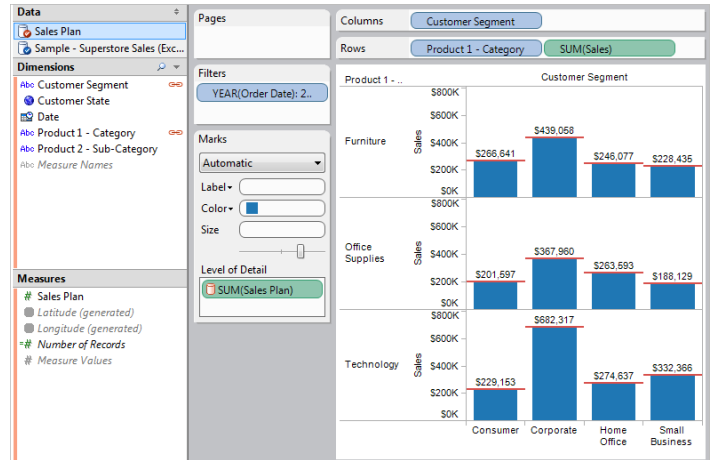 Data
Sales Plan
Sample - Superstore Sales (Exc...
Dimensions
Abc Customer Segment
Customer State
Date
Abc Product 1 - Category
Abc Product 2 - Sub-Category
Abc Measure Names
Measures
# Sales Plan
Latitude (generated)
Longitude (generated)
=# Number of Records
# Measure Values
Pages
Filters
YEAR(Order Date): 2..
Marks
Automatic
Label
Color
Size
Level of Detail
SUM(Sales Plan)
Columns
Customer Segment
Rows
Product 1 - Category
SUM(Sales)
Product 1 - ..
Customer Segment
Furniture
Sales
$800K
$600K
$400K
$200K
$0K
$266,641
$439,058
$246,077
$228,435
Office
Supplies
Sales
$800K
$600K
$400K
$200K
$0K
$201,597
$367,960
$263,593
$188,129
Technology
Sales
$800K
$600K
$400K
$200K
$0K
$229,153
$682,317
$274,637
$332,366
Consumer
Corporate
Home
Office
Small
Business